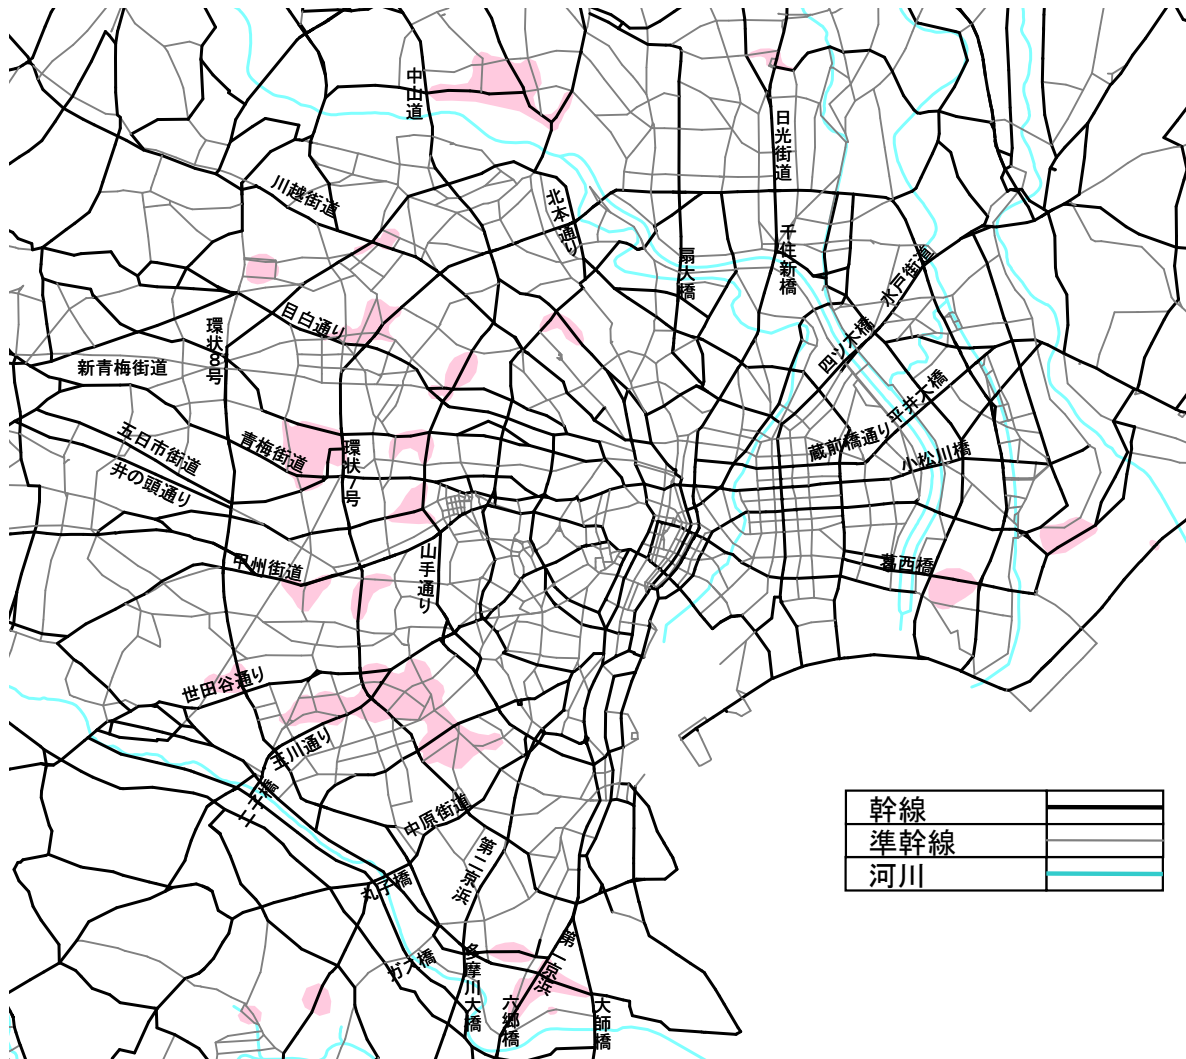 中山道
日光街道
川越街道
北本通り
千住新橋
扇大橋
水戸街道
目白通り
環状8号
四ツ木橋
新青梅街道
平井大橋
五日市街道
青梅街道
環状7号
蔵前橋通り
小松川橋
井の頭通り
甲州街道
山手通り
葛西橋
世田谷通り
玉川通り
二子橋
中原街道
第二京浜
丸子橋
ガス橋
多摩川大橋
第一京浜
六郷橋
大師橋
幹線
準幹線
河川